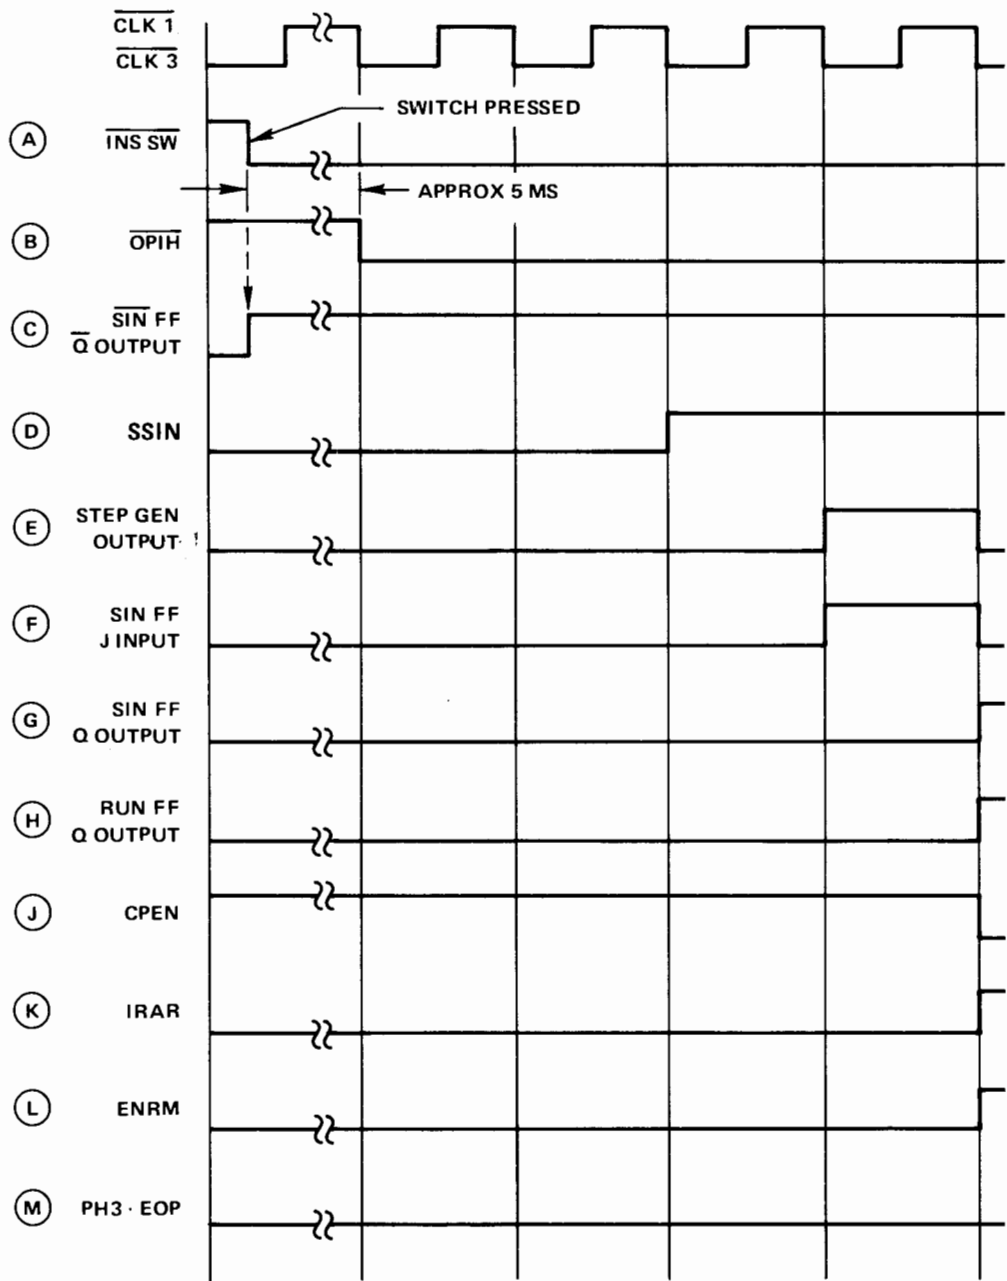 CLK 1
CLK 3
SWITCH PRESSED
A INS SW
APPROX 5 MS
B OPIH
C SIN FF
Q OUTPUT
D SSIN
E STEP GEN
OUTPUT
F SIN FF
J INPUT
G SIN FF
Q OUTPUT
H RUN FF
Q OUTPUT
J CPEN
K IRAR
L ENRM
M PH3 · EOP